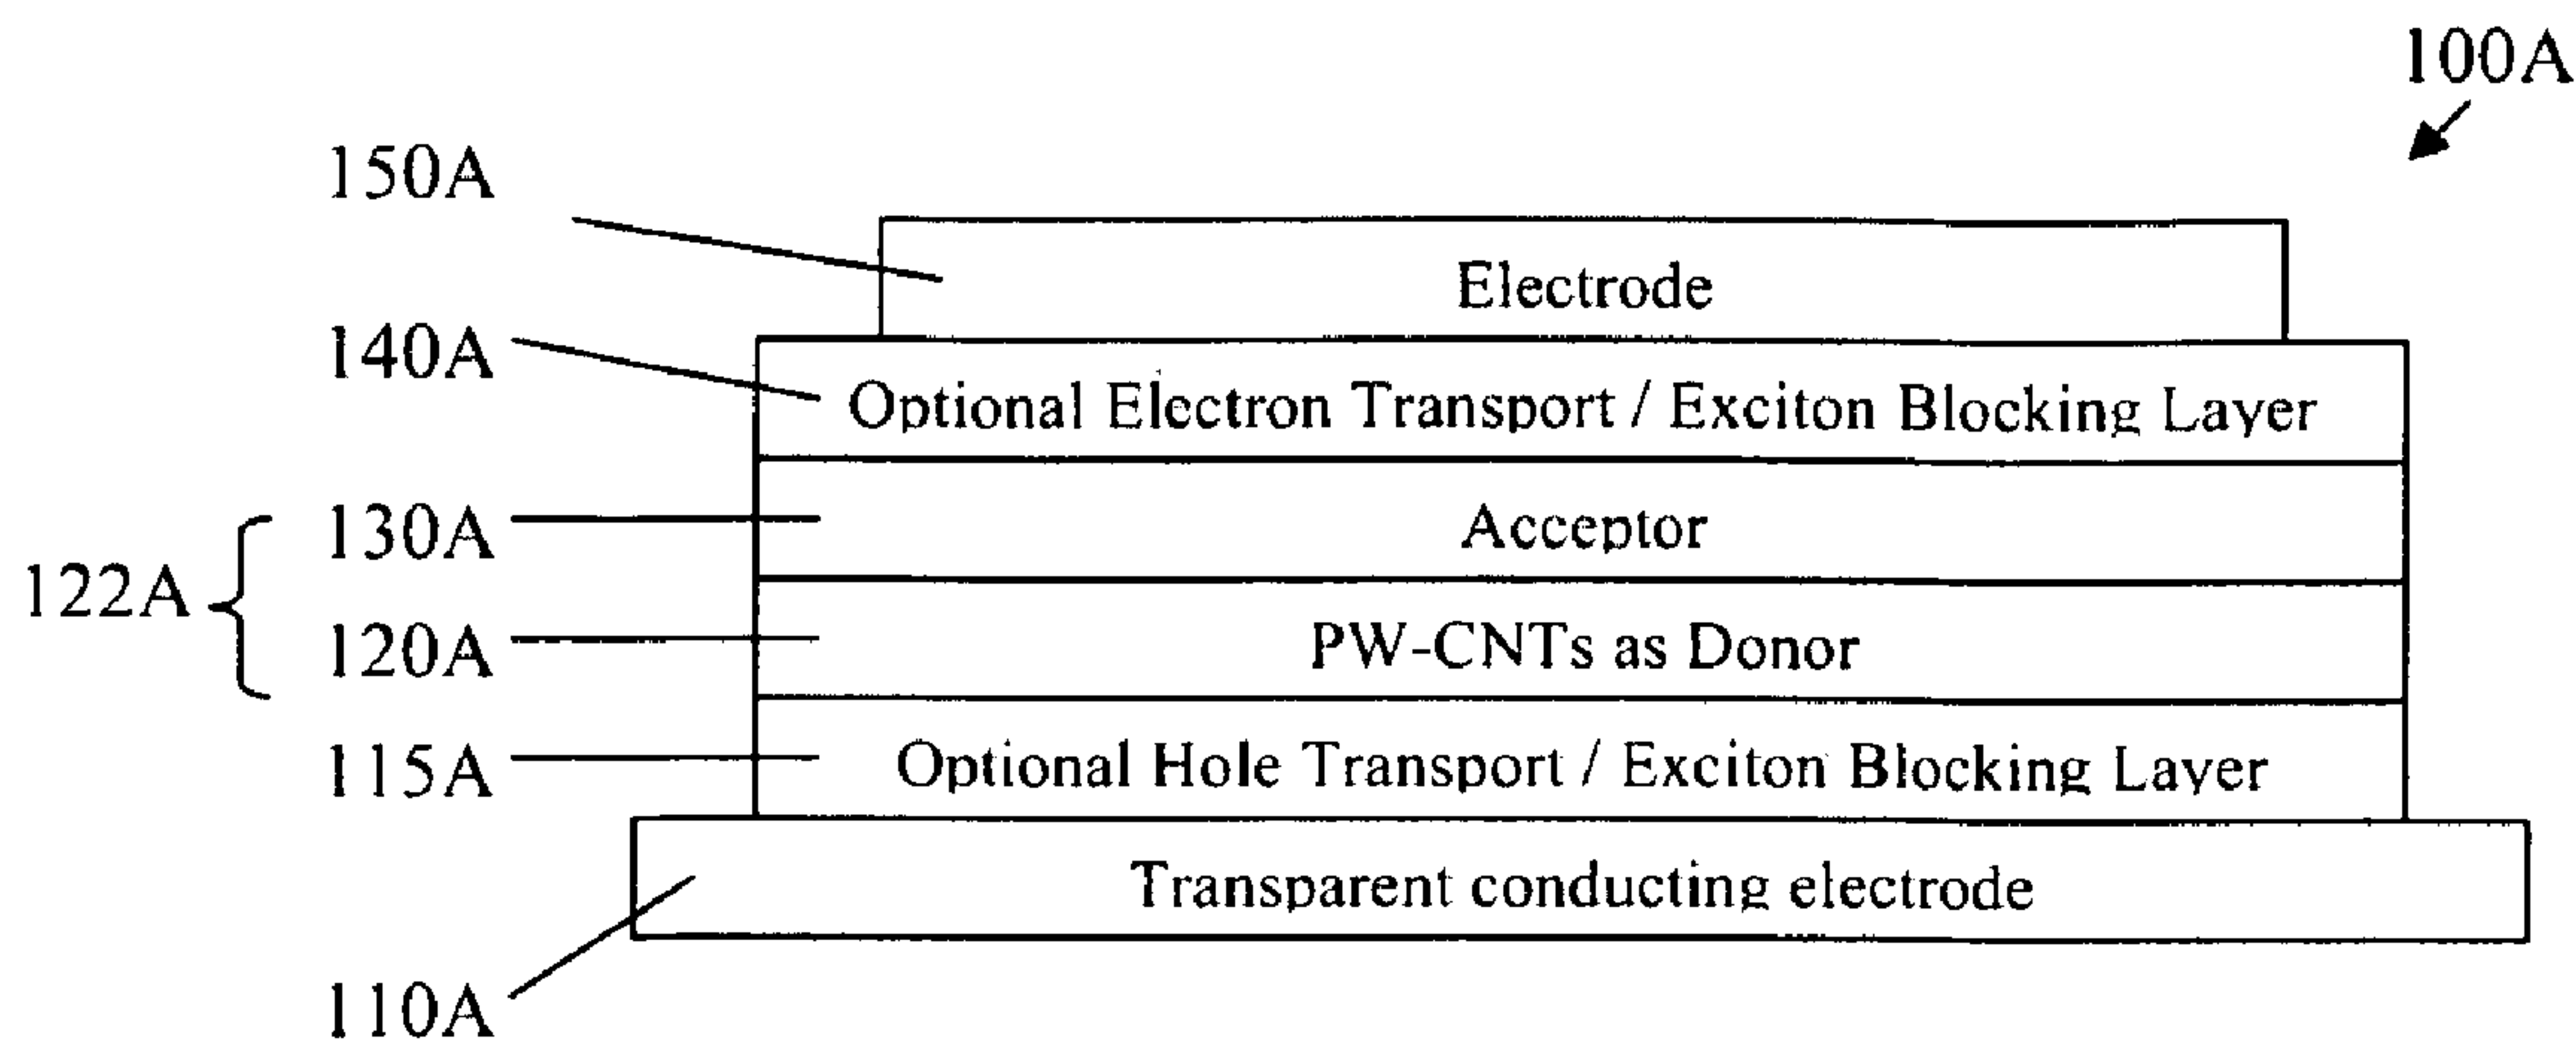 100A
150A
Electrode
140A
Optional Electron Transport / Exciton Blocking Layer
130A
Acceptor
122A
120A
PW-CNTs as Donor
115A
Optional Hole Transport / Exciton Blocking Layer
Transparent conducting electrode
110A